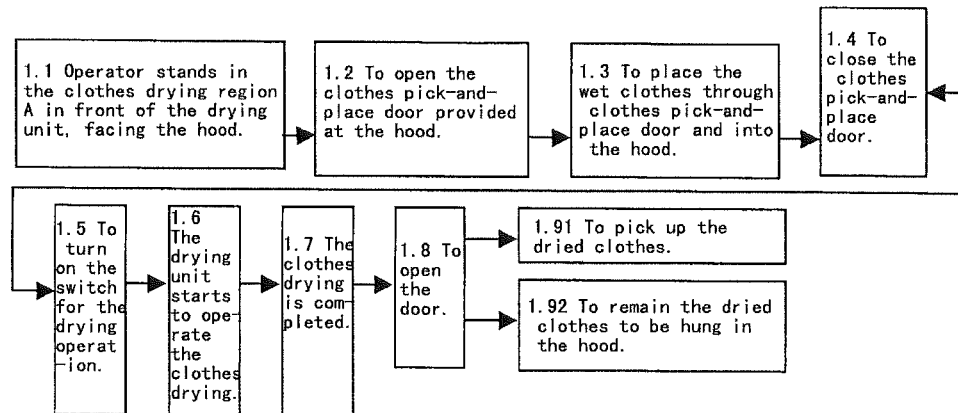 1.1 Operator stands in
the clothes drying region
A in front of the drying
unit, facing the hood.
1.2 To open the
clothes pick-and-
place door provided
at the hood.
1.3 To place the
wet clothes through
clothes pick-and-
place door and into
the hood.
1.4 To
close the
clothes
pick-and-
place
door.
1.5 To
turn
on the
switch
for the
drying
operat
-ion.
1.6
The
drying
unit
starts
to ope-
rate
the
clothes
drying.
1.7 The
clothes
drying
is com-
pleted.
1.8 To
open
the
door.
1.91 To pick up the
dried clothes.
1.92 To remain the dried
clothes to be hung in
the hood.